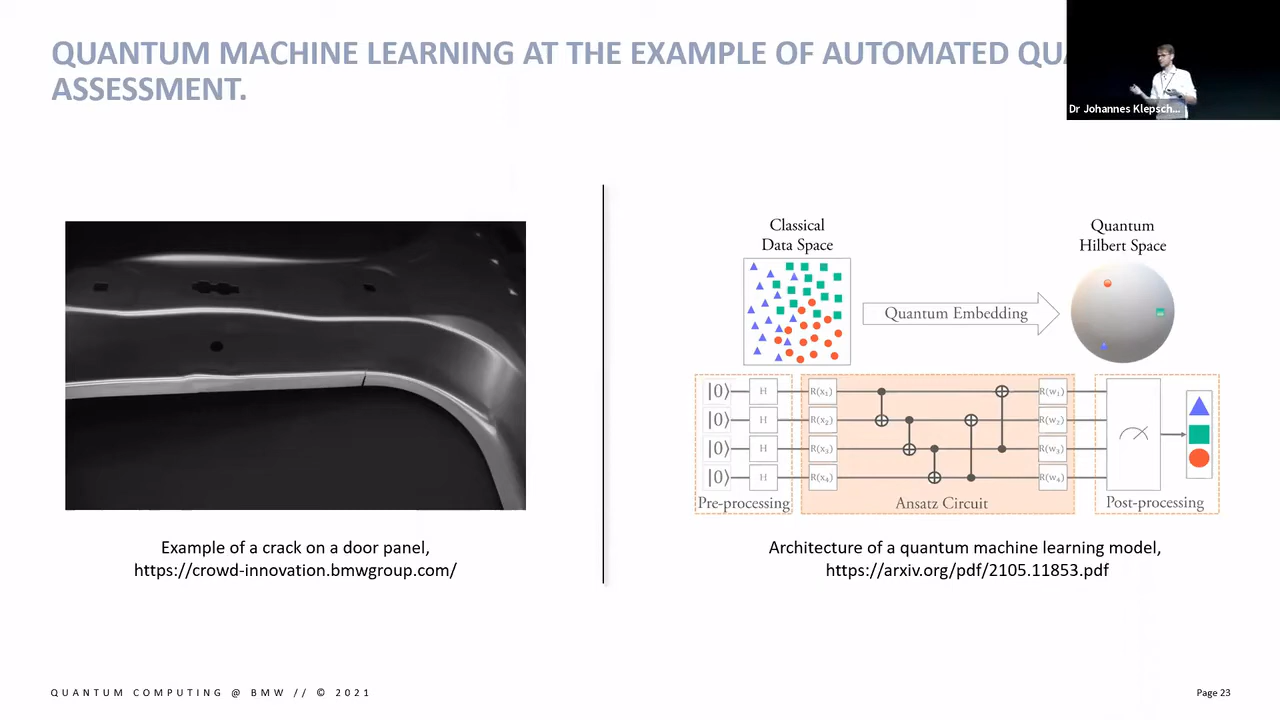 QUANTUM MACHINE LEARNING AT THE EXAMPLE OF AUTOMATED
ASSESSMENT.
Dr Johannes Klepsch...
Classical
Data Space
Quantum
Hilbert Space
Quantum Embedding
|0⟩ H R(x₁) R(w₁)
|0⟩ H R(x₂) R(w₂)
|0⟩ H R(x₃) R(w₃)
|0⟩ H R(x₄) R(w₄)
Pre-processing
Ansatz Circuit
Post-processing
Example of a crack on a door panel,
https://crowd-innovation.bmwgroup.com/
Architecture of a quantum machine learning model,
https://arxiv.org/pdf/2105.11853.pdf
QUANTUM COMPUTING @ BMW // © 2021
Page 23